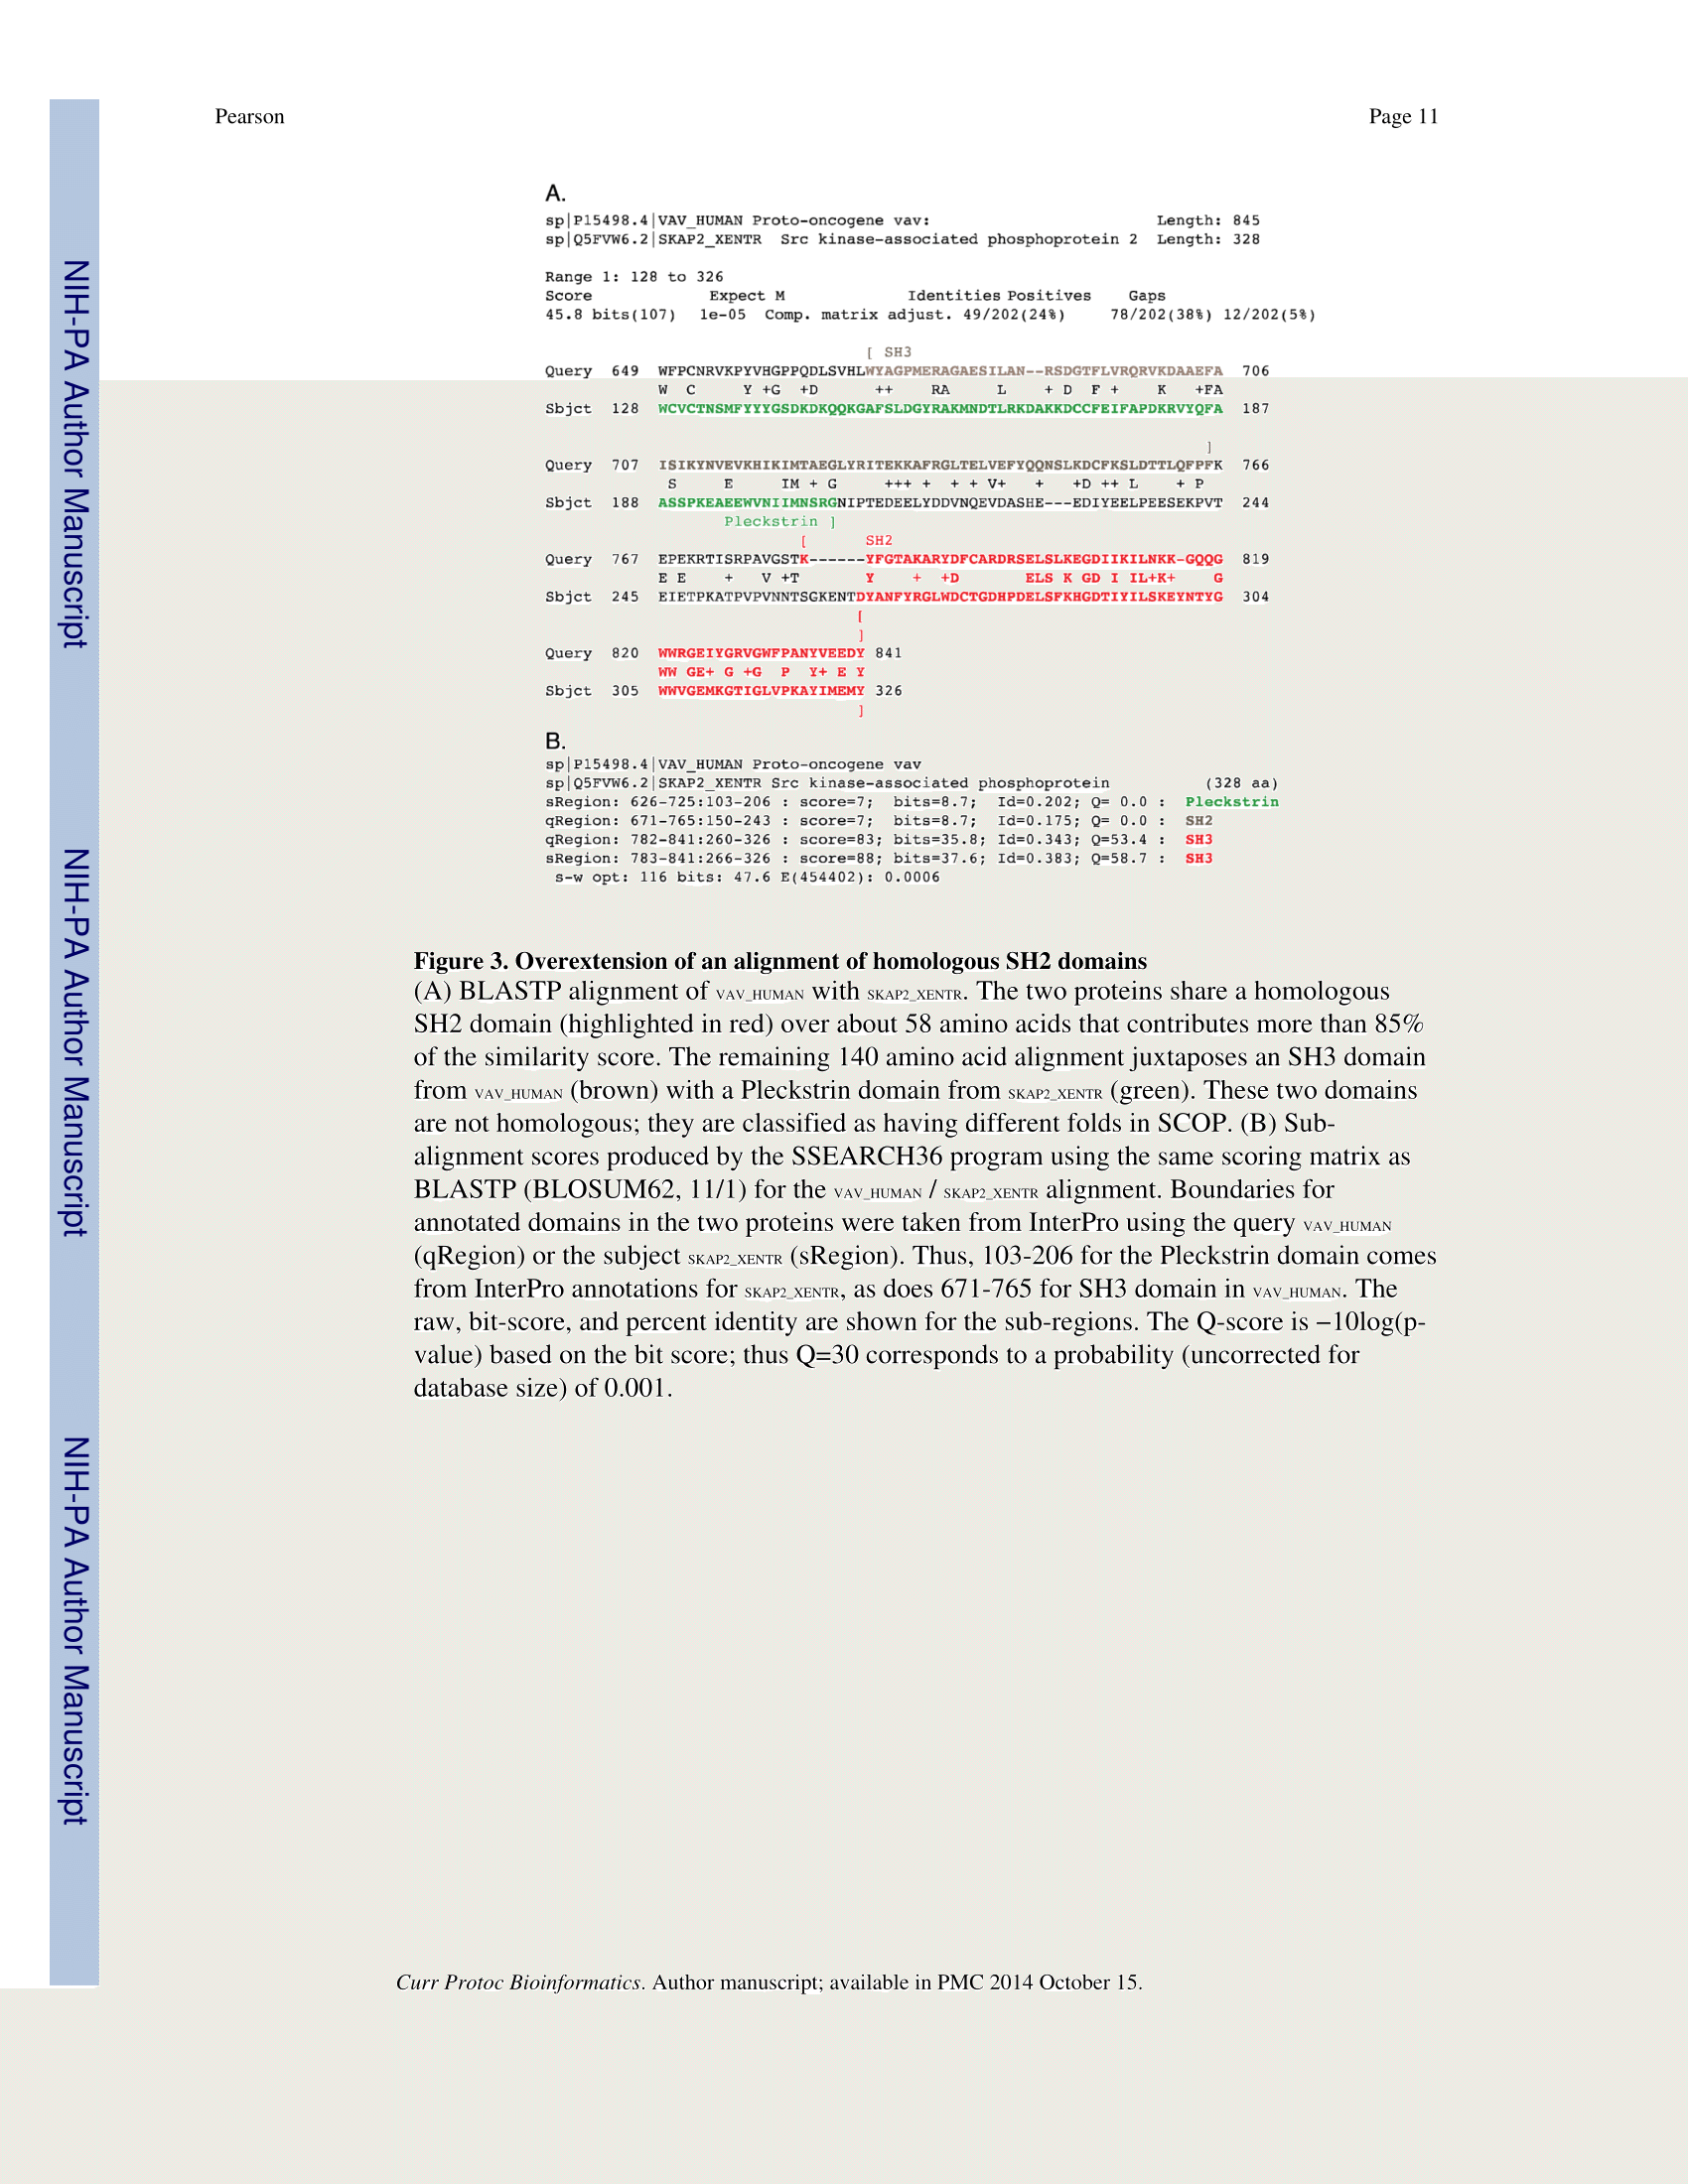 Pearson Page 11
NIH-PA Author Manuscript
NIH-PA Author Manuscript
NIH-PA Author Manuscript
A.
sp|P15498.4|VAV_HUMAN Proto-oncogene vav: Length: 845
sp|Q5FVW6.2|SKAP2_XENTR Src kinase-associated phosphoprotein 2 Length: 328
Range 1: 128 to 326
Score Expect M Identities Positives Gaps
45.8 bits(107) 1e-05 Comp. matrix adjust. 49/202(24%) 78/202(38%) 12/202(5%)
[ SH3
Query 649 WFPCNRVKPYVHGPPQDLSVHLWYAGPMERAGAESILAN--RSDGTFLVRQRVKDAAEFA 706
W C Y +G +D ++ RA L + D F + K +FA
Sbjct 128 WCVCTNSMFYYYGSDKDKQQKGAFSLDGYRAKMNDTLRKDAKKDCCFEIFAPDKRVYQFA 187
]
Query 707 ISIKYNVEVKHIKIMTAEGLYRITEKKAFRGLTELVEFYQQNSLKDCFKSLDTTLQFPFK 766
S E IM + G +++ + + + V+ + +D ++ L + P
Sbjct 188 ASSPKEAEEWVNIIMNSRGNIPTEDEELYDDVNQEVDASHE---EDIYEELPEESEKPVT 244
Pleckstrin ]
[ SH2
Query 767 EPEKRTISRPAVGSTK------YFGTAKARYDFCARDRSELSLKEGDIIKILNKK-GQQG 819
E E + V +T Y + +D ELS K GD I IL+K+ G
Sbjct 245 EIETPKATPVPVNNTSGKENTDYANFYRGLWDCTGDHPDELSFKHGDTIYILSKEYNTYG 304
[
]
Query 820 WWRGEIYGRVGWFPANYVEEDY 841
WW GE+ G +G P Y+ E Y
Sbjct 305 WWVGEMKGTIGLVPKAYIMEMY 326
]
B.
sp|P15498.4|VAV_HUMAN Proto-oncogene vav
sp|Q5FVW6.2|SKAP2_XENTR Src kinase-associated phosphoprotein (328 aa)
sRegion: 626-725:103-206 : score=7; bits=8.7; Id=0.202; Q= 0.0 : Pleckstrin
qRegion: 671-765:150-243 : score=7; bits=8.7; Id=0.175; Q= 0.0 : SH2
qRegion: 782-841:260-326 : score=83; bits=35.8; Id=0.343; Q=53.4 : SH3
sRegion: 783-841:266-326 : score=88; bits=37.6; Id=0.383; Q=58.7 : SH3
s-w opt: 116 bits: 47.6 E(454402): 0.0006
Figure 3. Overextension of an alignment of homologous SH2 domains
(A) BLASTP alignment of VAV_HUMAN with SKAP2_XENTR. The two proteins share a homologous
SH2 domain (highlighted in red) over about 58 amino acids that contributes more than 85%
of the similarity score. The remaining 140 amino acid alignment juxtaposes an SH3 domain
from VAV_HUMAN (brown) with a Pleckstrin domain from SKAP2_XENTR (green). These two domains
are not homologous; they are classified as having different folds in SCOP. (B) Sub-
alignment scores produced by the SSEARCH36 program using the same scoring matrix as
BLASTP (BLOSUM62, 11/1) for the VAV_HUMAN / SKAP2_XENTR alignment. Boundaries for
annotated domains in the two proteins were taken from InterPro using the query VAV_HUMAN
(qRegion) or the subject SKAP2_XENTR (sRegion). Thus, 103-206 for the Pleckstrin domain comes
from InterPro annotations for SKAP2_XENTR, as does 671-765 for SH3 domain in VAV_HUMAN. The
raw, bit-score, and percent identity are shown for the sub-regions. The Q-score is −10log(p-
value) based on the bit score; thus Q=30 corresponds to a probability (uncorrected for
database size) of 0.001.
Curr Protoc Bioinformatics. Author manuscript; available in PMC 2014 October 15.